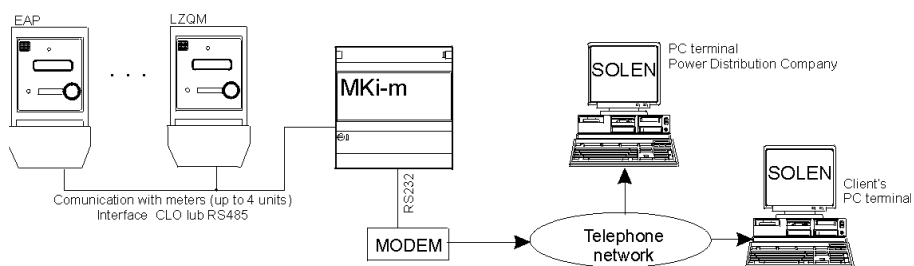 EAP
LZQM
. . .
MKi-m
SOLEN
PC terminal
Power Distribution Company
Comunication with meters (up to 4 units)
Interface CLO lub RS485
RS232
MODEM
Telephone
network
SOLEN
Client's
PC terminal